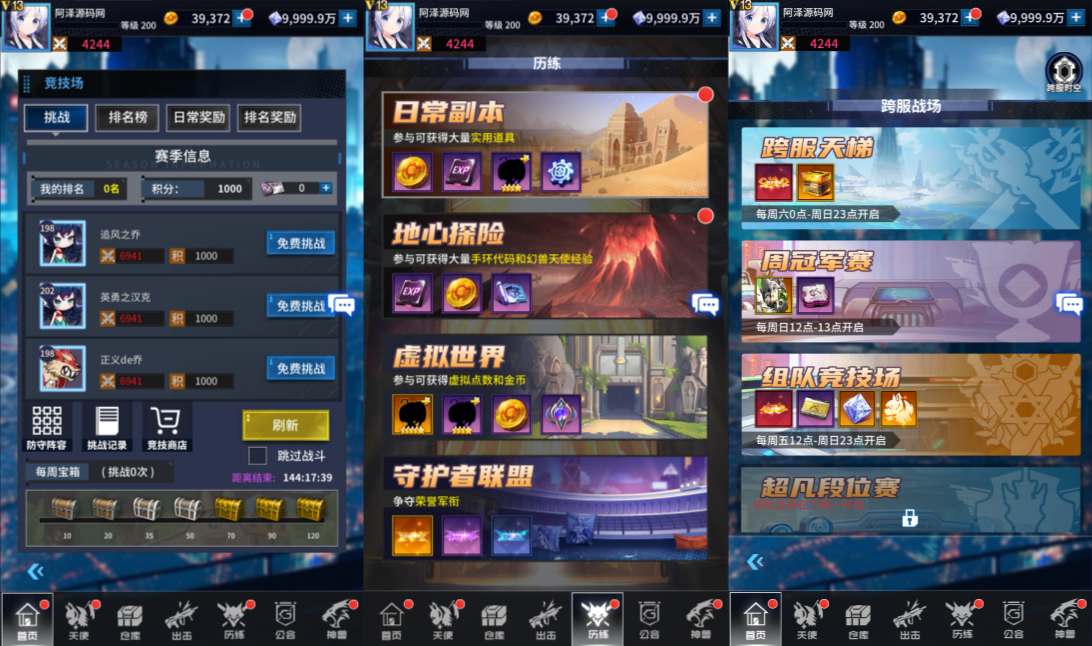 V13
阿泽源码网
等级 200
39,372
9,999.9万
4244
竞技场
挑战
排名榜
日常奖励
排名奖励
赛季信息
我的排名
0名
积分:
1000
0
198
追风之乔
6941
积
1000
免费挑战
202
英勇之汉克
6941
积
1000
免费挑战
198
正义de乔
6941
积
1000
免费挑战
防守阵容
挑战记录
竞技商店
刷新
跳过战斗
每周宝箱
(挑战0次)
距离结束:
144:17:39
10
20
35
50
70
90
120
首页
天使
仓库
出击
历练
公会
神兽
V13
阿泽源码网
等级 200
39,372
9,999.9万
4244
历练
日常副本
参与可获得大量实用道具
EXP
地心探险
参与可获得大量手环代码和幻兽天使经验
EXP
虚拟世界
参与可获得虚拟点数和金币
守护者联盟
争夺荣誉军衔
首页
天使
仓库
出击
历练
公会
神兽
V13
阿泽源码网
等级 200
39,372
9,999.9万
4244
跨服时空
跨服战场
跨服天梯
每周六0点-周日23点开启
周冠军赛
每周日12点-13点开启
组队竞技场
每周五12点-周日23点开启
超凡段位赛
首页
天使
仓库
出击
历练
公会
神兽